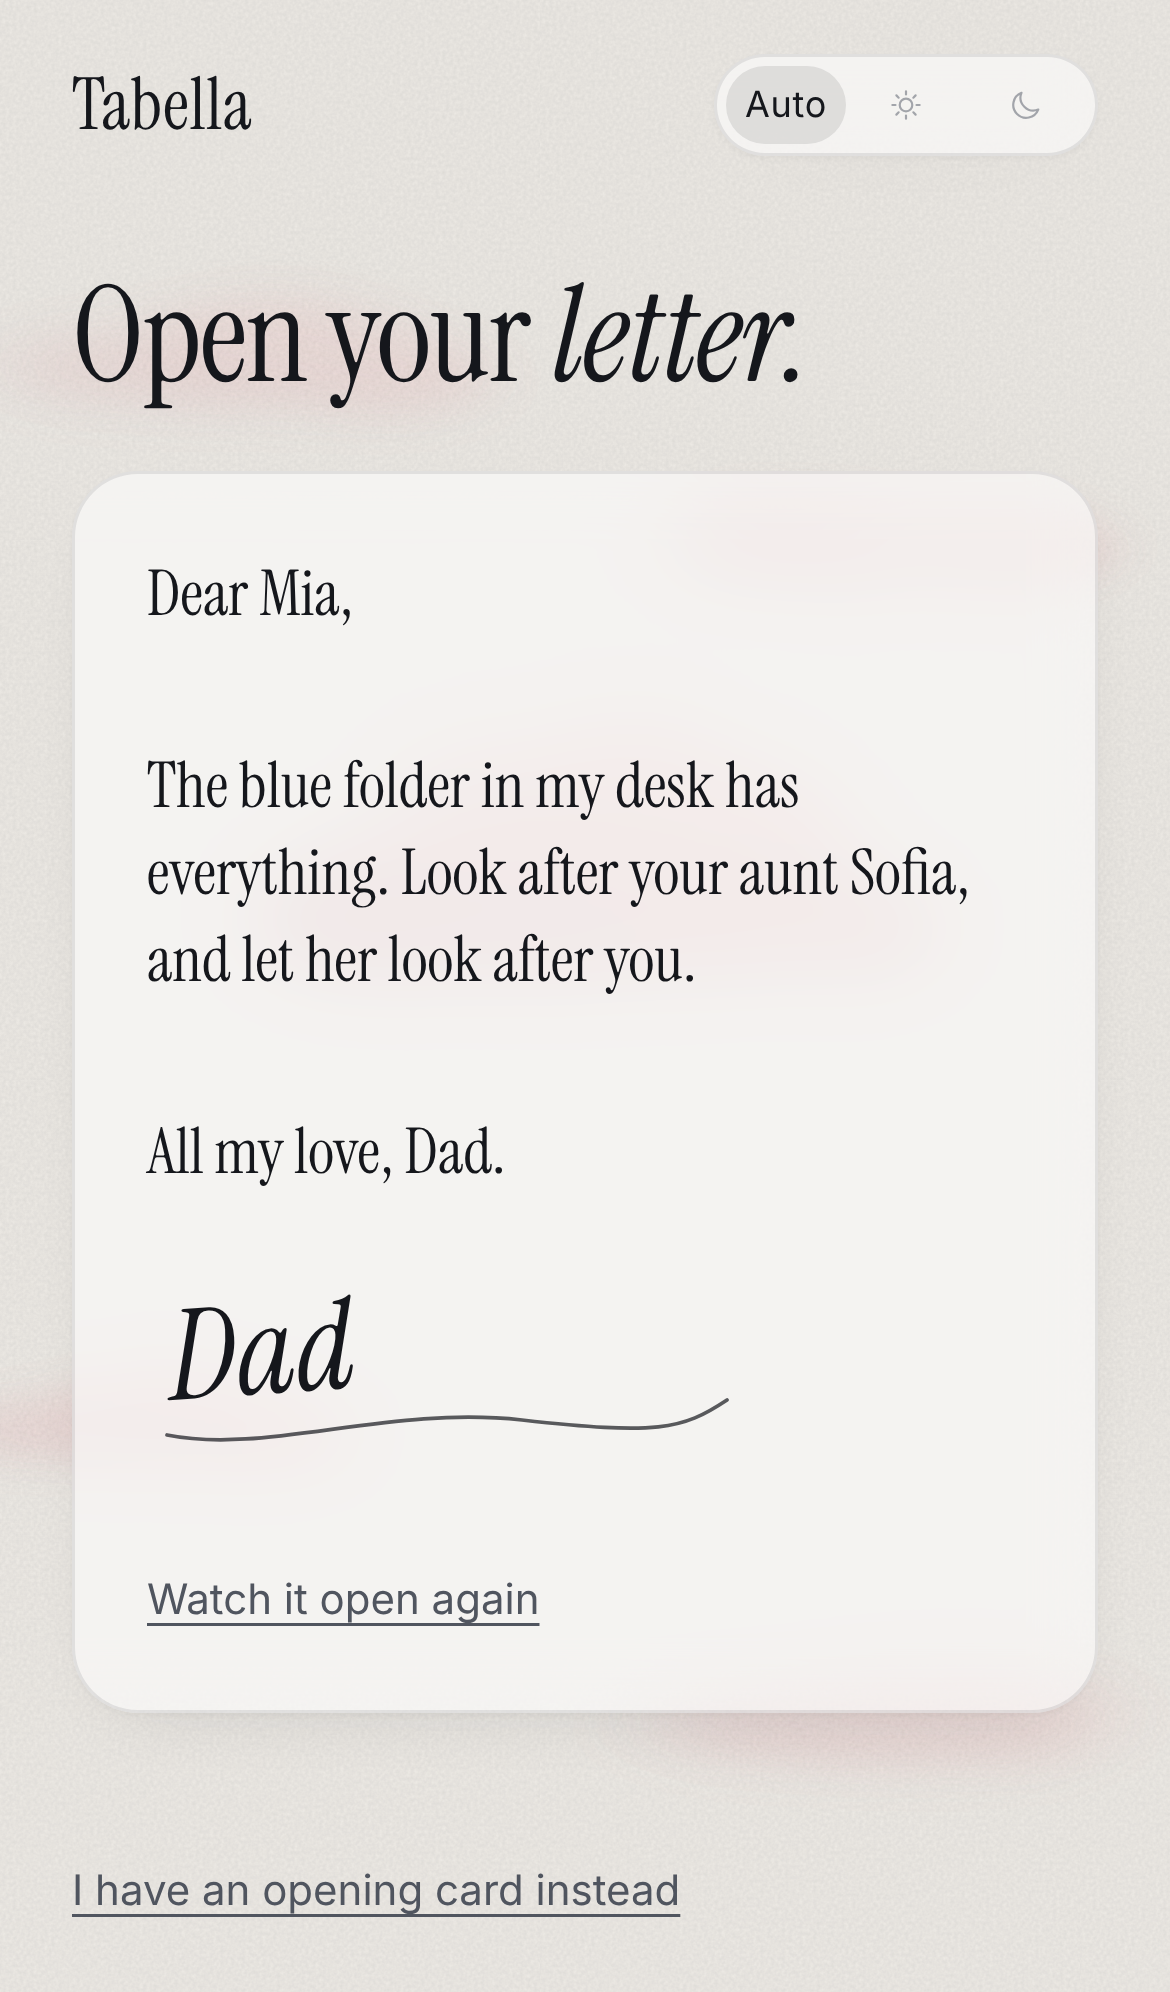 Tabella
Auto
Open your letter.
Dear Mia,
The blue folder in my desk has
everything. Look after your aunt Sofia,
and let her look after you.
All my love, Dad.
Dad
Watch it open again
I have an opening card instead